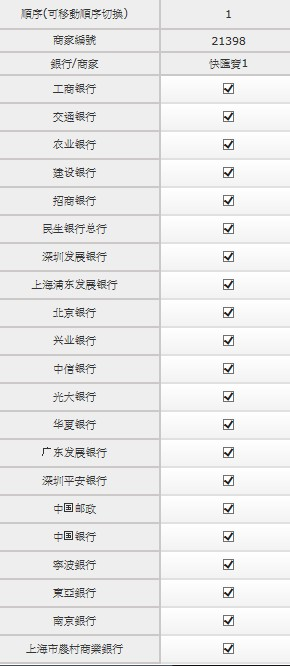 順序(可移動順序切換) 1
商家編號 21398
銀行/商家 快匯寶1
工商银行
交通银行
农业银行
建设银行
招商银行
民生银行总行
深圳发展银行
上海浦东发展银行
北京银行
兴业银行
中信银行
光大银行
华夏银行
广东发展银行
深圳平安银行
中国邮政
中国银行
寧波銀行
東亞銀行
南京銀行
上海市農村商業銀行